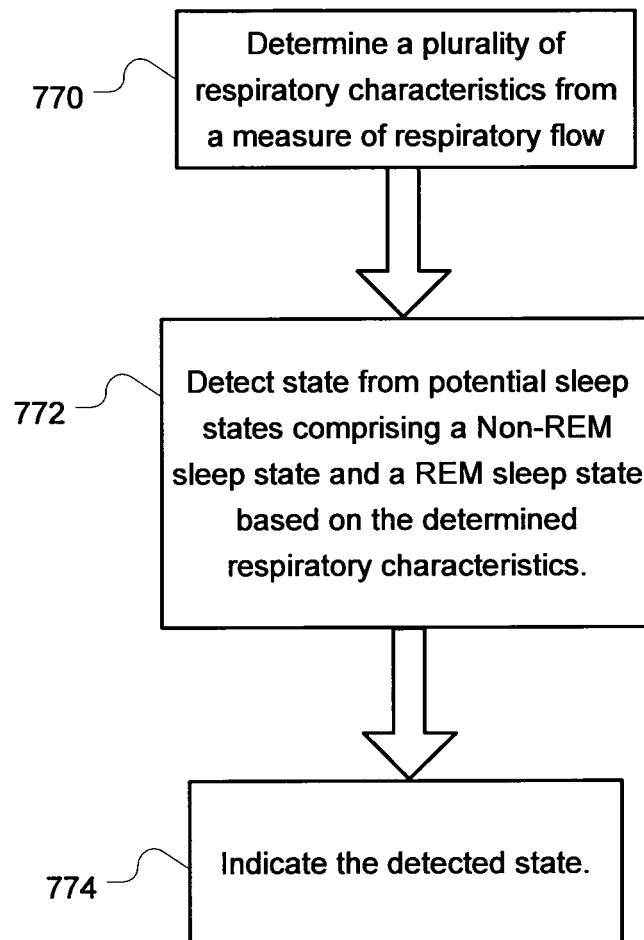 Determine a plurality of
respiratory characteristics from
a measure of respiratory flow
770
Detect state from potential sleep
states comprising a Non-REM
sleep state and a REM sleep state
based on the determined
respiratory characteristics.
772
Indicate the detected state.
774